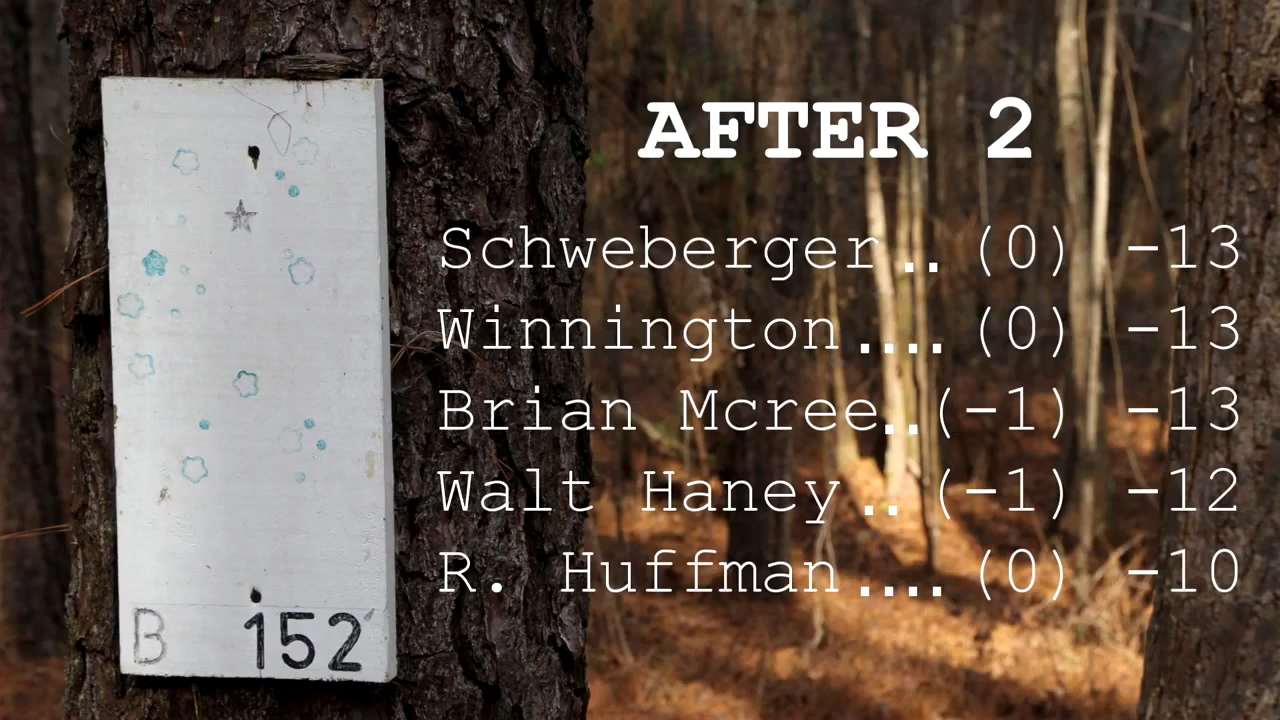 AFTER 2
Schweberger.. (0) -13
Winnington.... (0) -13
Brian Mcree..(-1) -13
Walt Haney.. (-1) -12
R. Huffman.... (0) -10
B 152